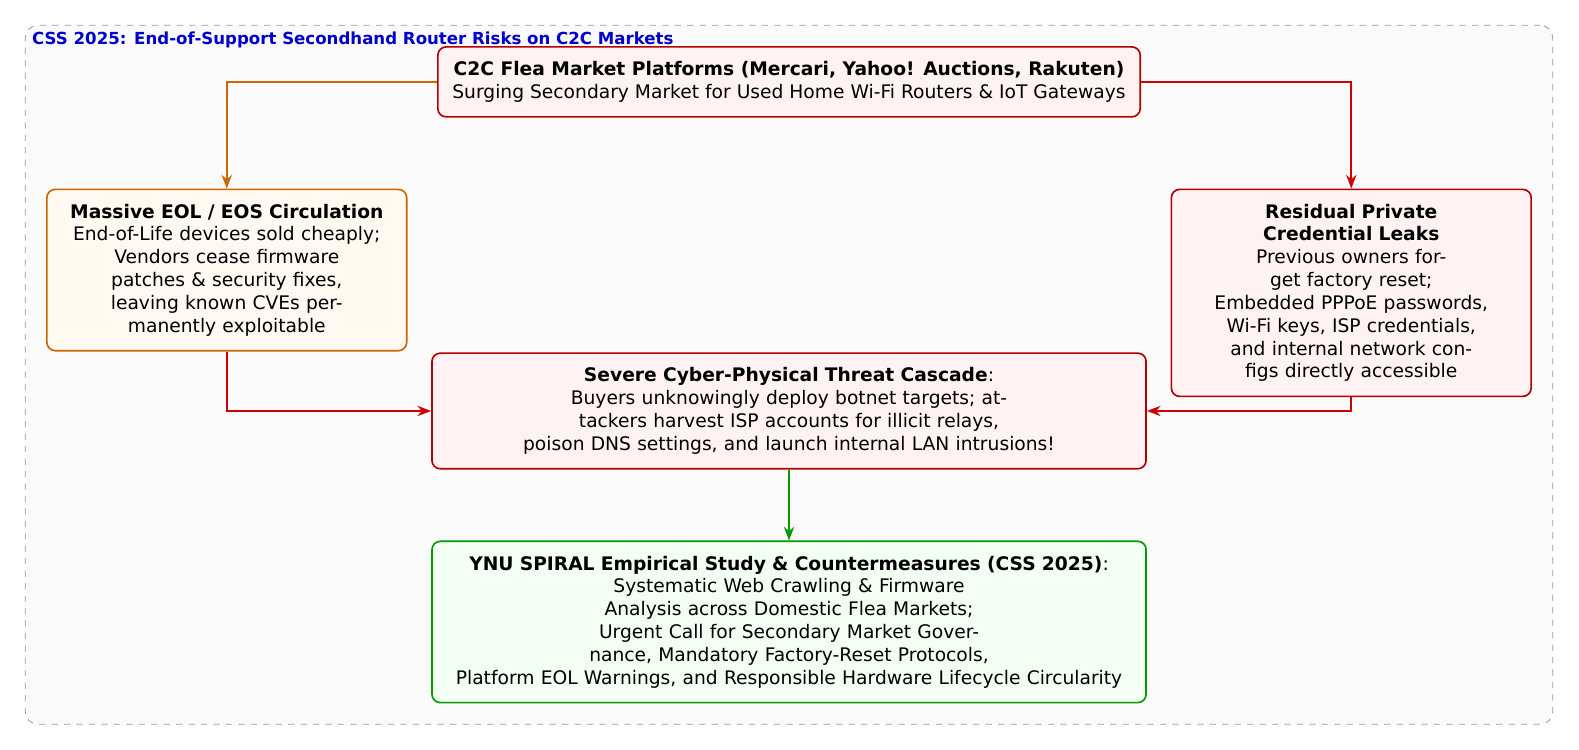 CSS 2025: End-of-Support Secondhand Router Risks on C2C Markets
C2C Flea Market Platforms (Mercari, Yahoo! Auctions, Rakuten)
Surging Secondary Market for Used Home Wi-Fi Routers & IoT Gateways
Massive EOL / EOS Circulation
End-of-Life devices sold cheaply;
Vendors cease firmware
patches & security fixes,
leaving known CVEs per-
manently exploitable
Residual Private
Credential Leaks
Previous owners for-
get factory reset;
Embedded PPPoE passwords,
Wi-Fi keys, ISP credentials,
and internal network con-
figs directly accessible
Severe Cyber-Physical Threat Cascade:
Buyers unknowingly deploy botnet targets; at-
tackers harvest ISP accounts for illicit relays,
poison DNS settings, and launch internal LAN intrusions!
YNU SPIRAL Empirical Study & Countermeasures (CSS 2025):
Systematic Web Crawling & Firmware
Analysis across Domestic Flea Markets;
Urgent Call for Secondary Market Gover-
nance, Mandatory Factory-Reset Protocols,
Platform EOL Warnings, and Responsible Hardware Lifecycle Circularity